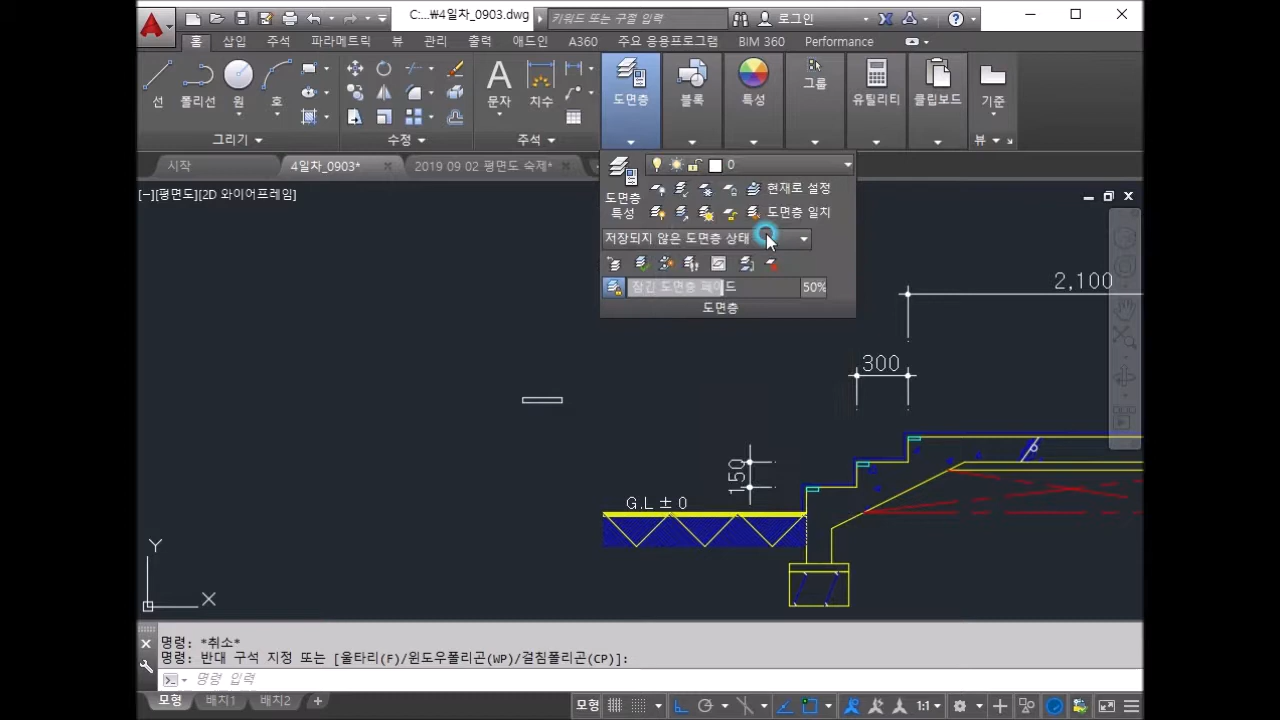 C:...₩4일차_0903.dwg
키워드 또는 구절 입력
로그인
홈 삽입 주석 파라메트릭 뷰 관리 출력 애드인 A360 주요 응용프로그램 BIM 360 Performance
선 폴리선 원 호 문자 치수 도면층 블록 특성 그룹 유틸리티 클립보드 기준
그리기 수정 주석 뷰
시작 4일차_0903* 2019 09 02 평면도 숙제*
0
도면층
특성
현재로 설정
도면층 일치
저장되지 않은 도면층 상태
잠긴 도면층 페이드 50%
도면층
[−][평면도][2D 와이어프레임]
2,100
300
150
G.L ± 0
Y
X
명령: *취소*
명령: 반대 구석 지정 또는 [울타리(F)/윈도우폴리곤(WP)/걸침폴리곤(CP)]:
명령 입력
모형 배치1 배치2 +
모형 1:1